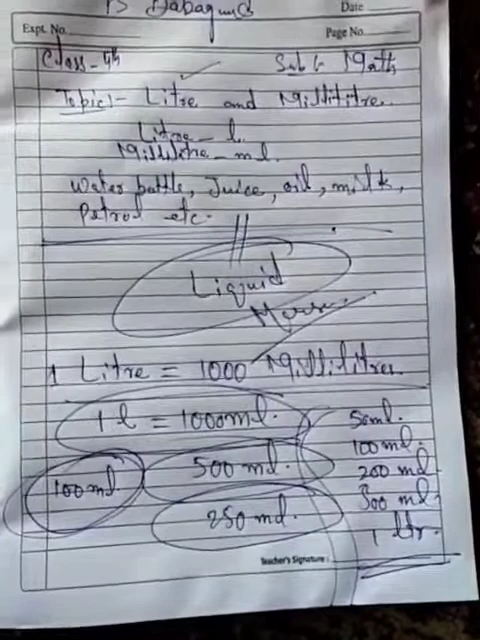 Date
Expt. No.
Page No.
Class - 4th
Sub :- Math
Topic :- Litre and Millilitre.
Litre - l.
Millilitre - ml.
Water bottle, Juice, oil, milk,
Petrol etc.
Liquid
1 Litre = 1000 Millilitres
1 l = 1000 ml.
50 ml.
100 ml.
500 ml.
200 ml
100 ml
300 ml
250 ml.
1 ltr.
Teacher's Signature :